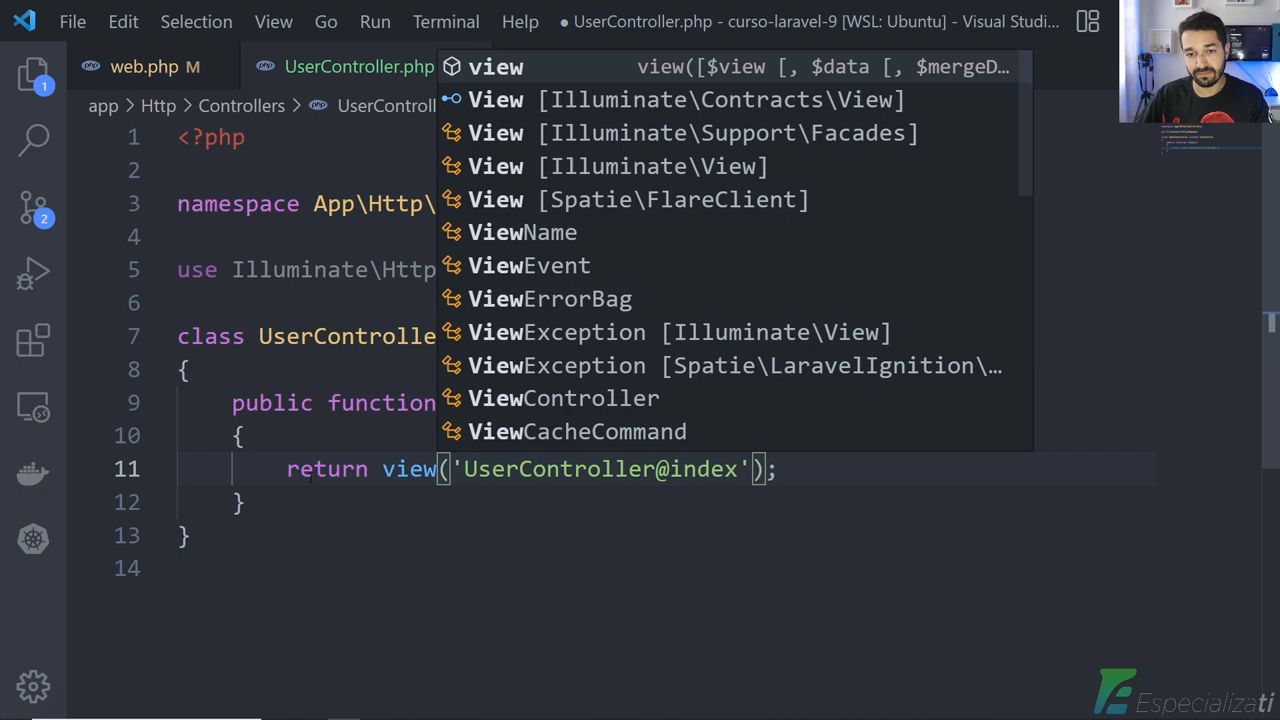 File Edit Selection View Go Run Terminal Help ● UserController.php - curso-laravel-9 [WSL: Ubuntu] - Visual Studi...
web.php M
UserController.php
app > Http > Controllers > UserControll
1 <?php
2
3 namespace App\Http\
4
5 use Illuminate\Http
6
7 class UserControlle
8 {
9 public function
10 {
11 return view('UserController@index');
12 }
13 }
14
view view([$view [, $data [, $mergeD...
View [Illuminate\Contracts\View]
View [Illuminate\Support\Facades]
View [Illuminate\View]
View [Spatie\FlareClient]
ViewName
ViewEvent
ViewErrorBag
ViewException [Illuminate\View]
ViewException [Spatie\LaravelIgnition\...
ViewController
ViewCacheCommand
1
2
Especializati